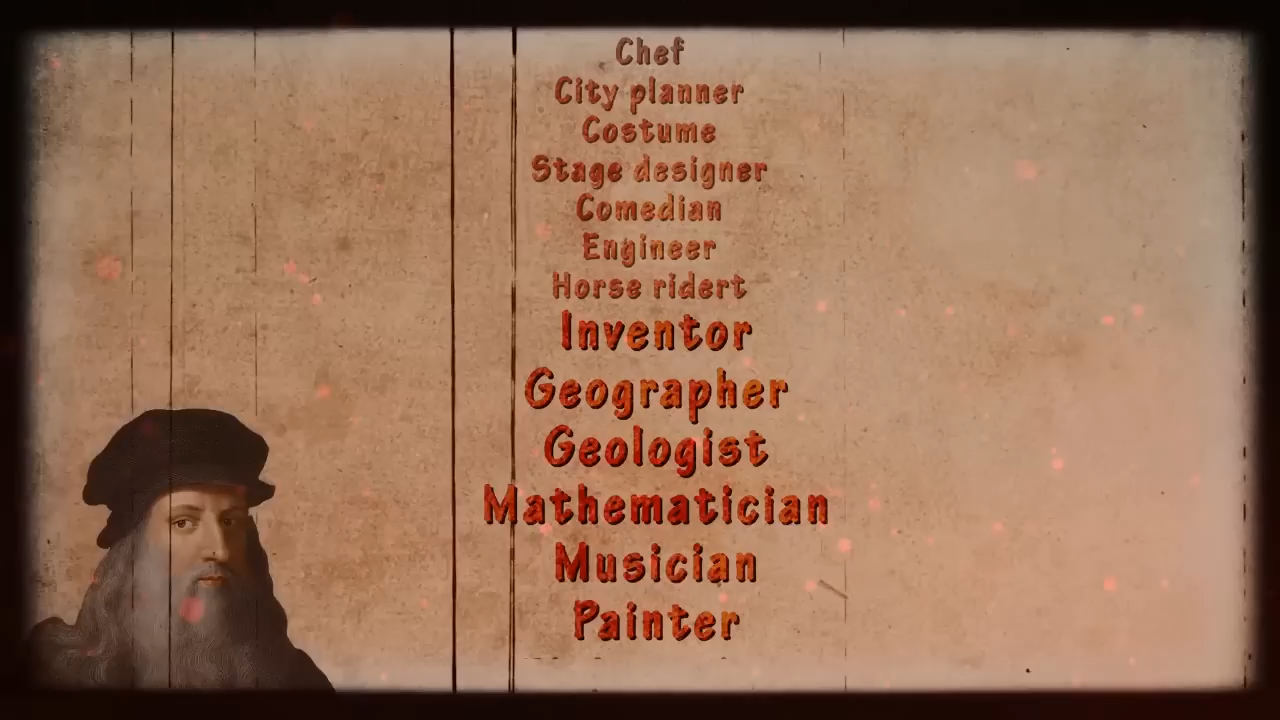 Chef
City planner
Costume
Stage designer
Comedian
Engineer
Horse ridert
Inventor
Geographer
Geologist
Mathematician
Musician
Painter